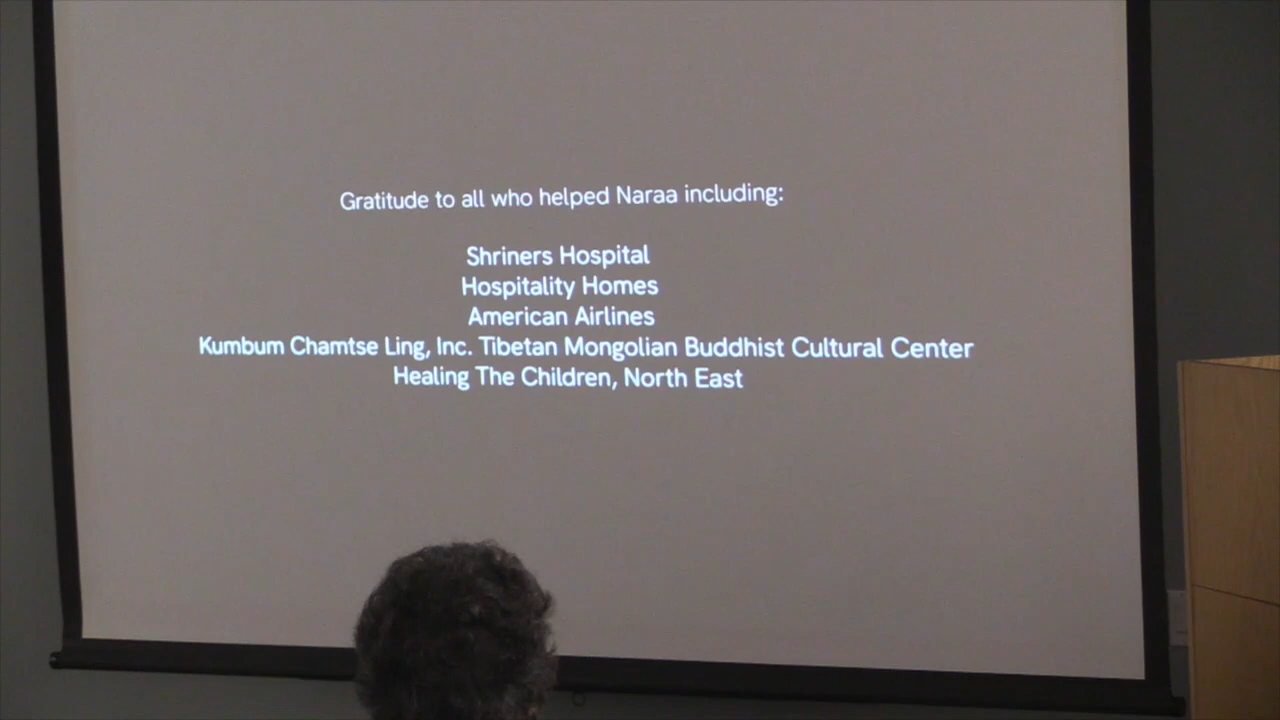 Gratitude to all who helped Naraa including:
Shriners Hospital
Hospitality Homes
American Airlines
Kumbum Chamtse Ling, Inc. Tibetan Mongolian Buddhist Cultural Center
Healing The Children, North East